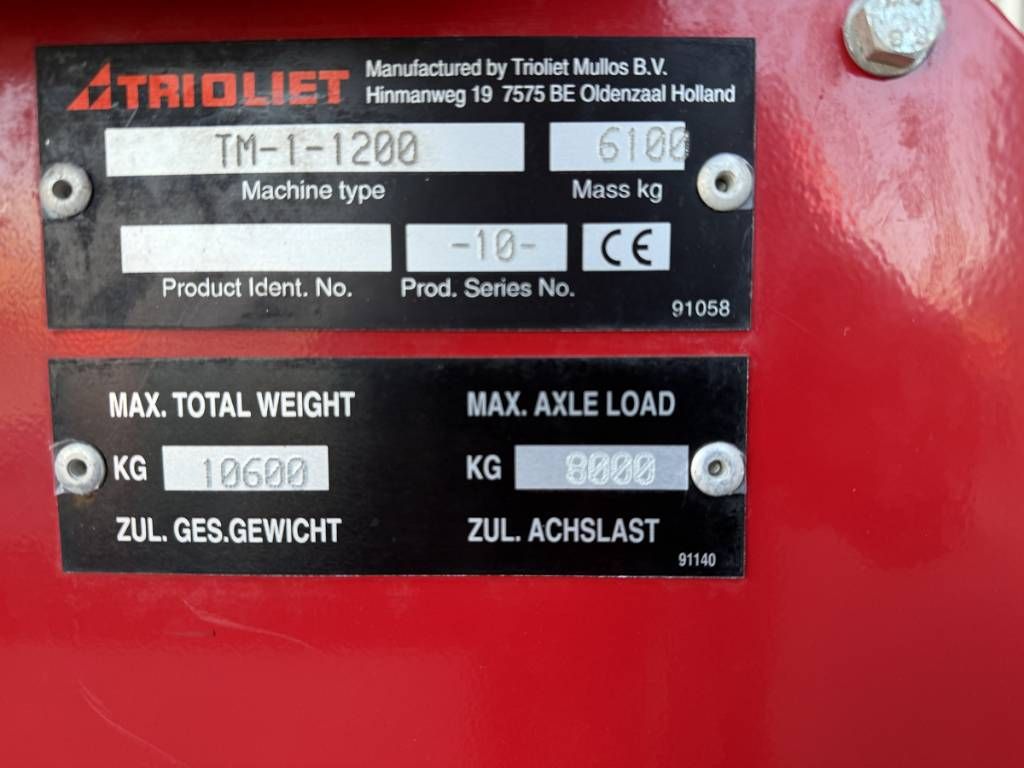 TRIOLIET
Manufactured by Trioliet Mullos B.V.
Hinmanweg 19 7575 BE Oldenzaal Holland
TM-1-1200 6100
Machine type Mass kg
-10- CE
Product Ident. No. Prod. Series No.
91058
MAX. TOTAL WEIGHT MAX. AXLE LOAD
KG 10600 KG 8000
ZUL. GES.GEWICHT ZUL. ACHSLAST
91140